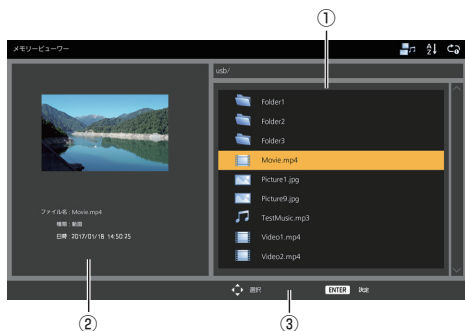 ①
メモリービューワー
usb/
Folder1
Folder2
Folder3
Movie.mp4
Picture1.jpg
Picture9.jpg
TestMusic.mp3
Video1.mp4
Video2.mp4
ファイル名 : Movie.mp4
種類 : 動画
日時 : 2017/01/18 14:50:25
選択
ENTER 決定
②
③